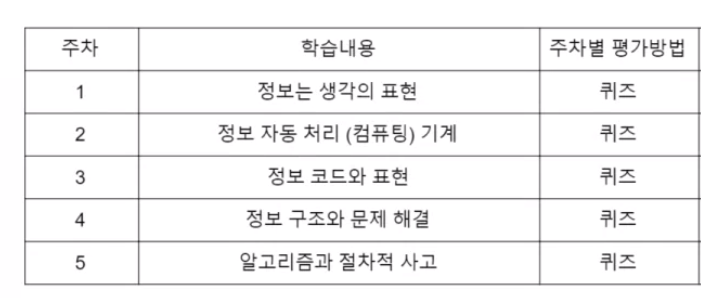 주차 학습내용 주차별 평가방법
1 정보는 생각의 표현 퀴즈
2 정보 자동 처리 (컴퓨팅) 기계 퀴즈
3 정보 코드와 표현 퀴즈
4 정보 구조와 문제 해결 퀴즈
5 알고리즘과 절차적 사고 퀴즈